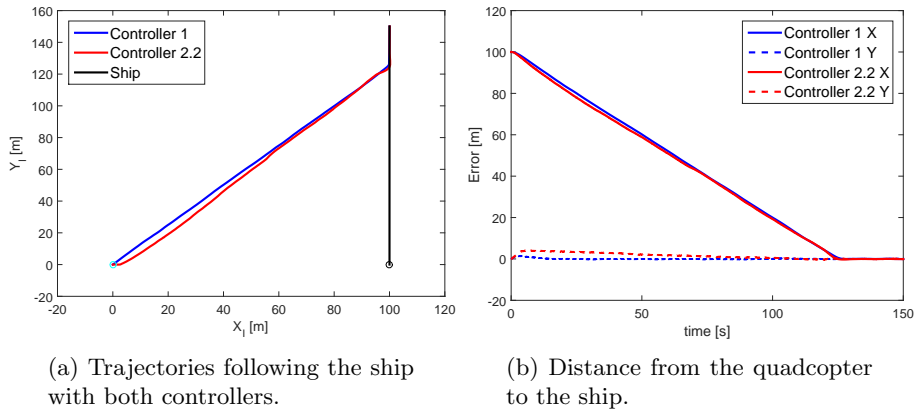 160
140
120
100
80
60
40
20
0
-20
Y_I [m]
-20 0 20 40 60 80 100 120
X_I [m]
Controller 1
Controller 2.2
Ship
120
100
80
60
40
20
0
-20
Error [m]
0 50 100 150
time [s]
Controller 1 X
Controller 1 Y
Controller 2.2 X
Controller 2.2 Y
(a) Trajectories following the ship
with both controllers.
(b) Distance from the quadcopter
to the ship.